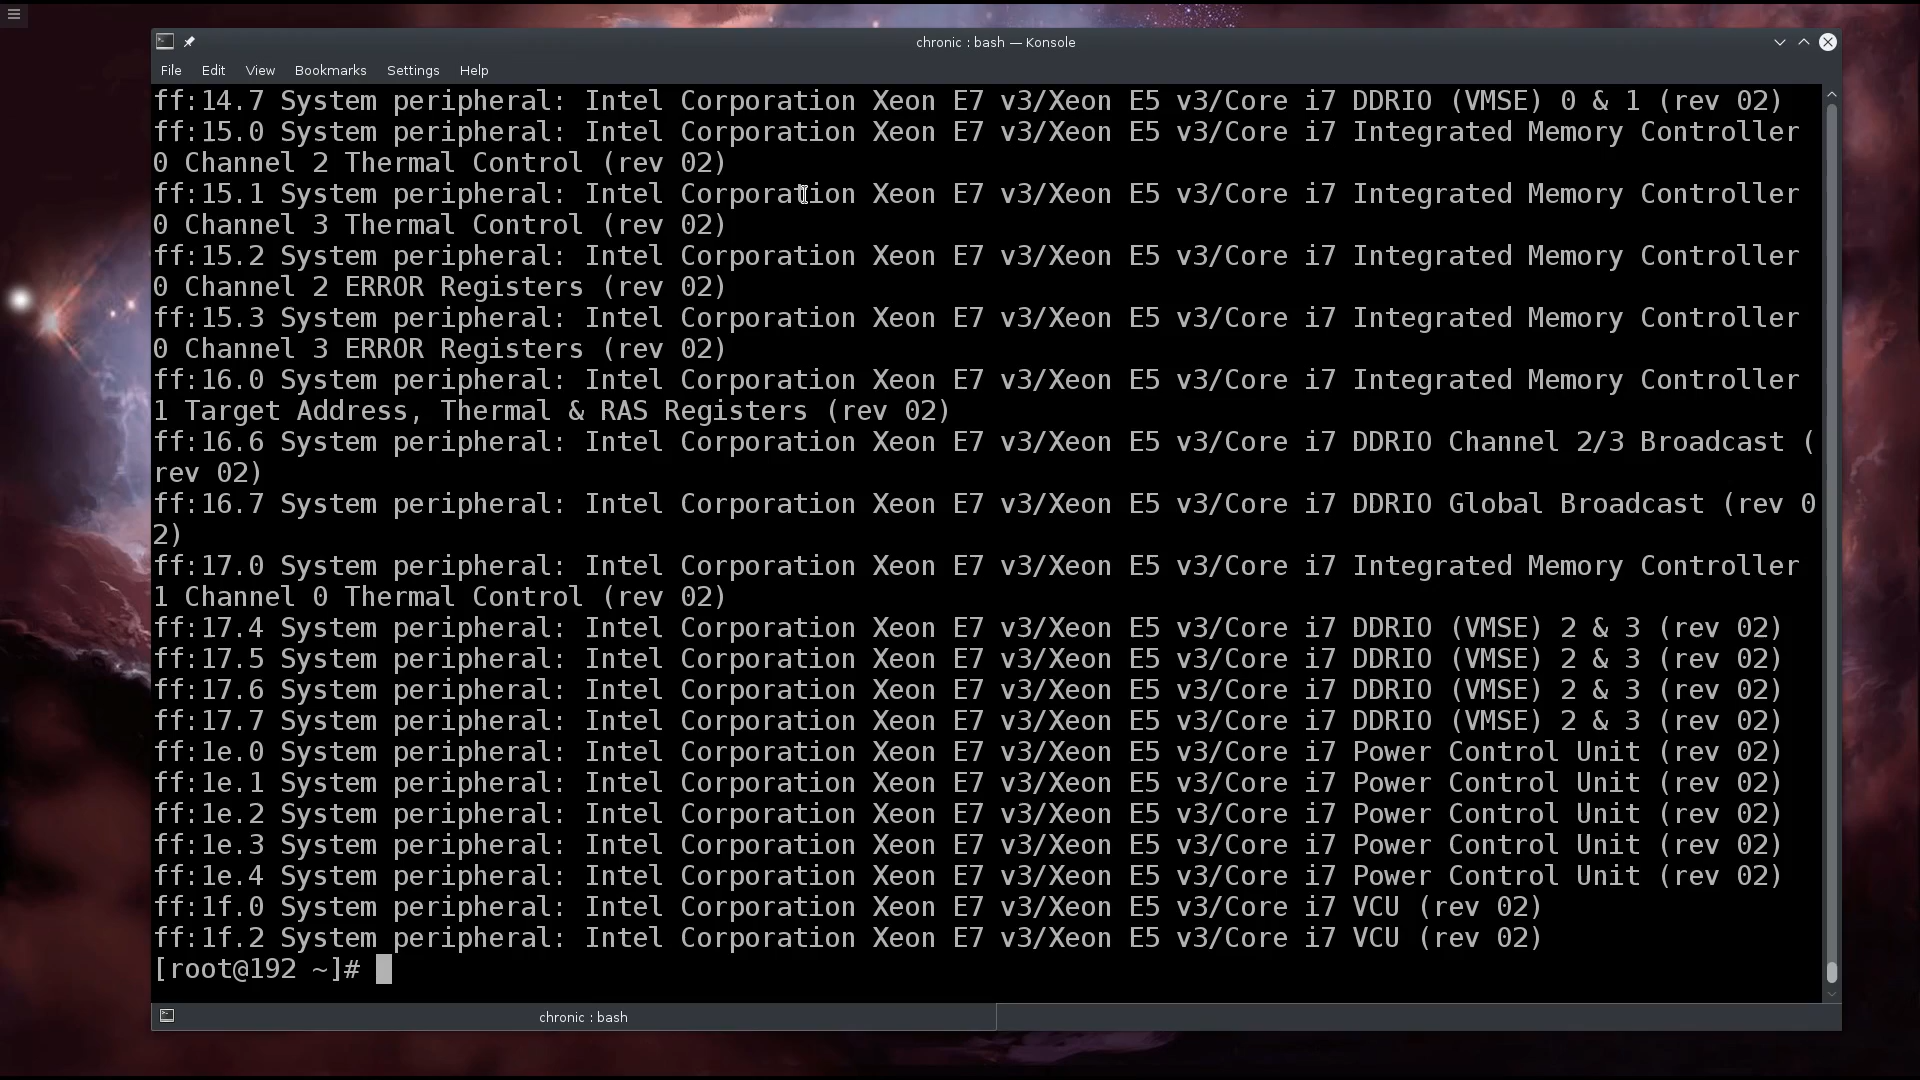 chronic : bash — Konsole
File Edit View Bookmarks Settings Help
ff:14.7 System peripheral: Intel Corporation Xeon E7 v3/Xeon E5 v3/Core i7 DDRIO (VMSE) 0 & 1 (rev 02)
ff:15.0 System peripheral: Intel Corporation Xeon E7 v3/Xeon E5 v3/Core i7 Integrated Memory Controller
0 Channel 2 Thermal Control (rev 02)
ff:15.1 System peripheral: Intel Corporation Xeon E7 v3/Xeon E5 v3/Core i7 Integrated Memory Controller
0 Channel 3 Thermal Control (rev 02)
ff:15.2 System peripheral: Intel Corporation Xeon E7 v3/Xeon E5 v3/Core i7 Integrated Memory Controller
0 Channel 2 ERROR Registers (rev 02)
ff:15.3 System peripheral: Intel Corporation Xeon E7 v3/Xeon E5 v3/Core i7 Integrated Memory Controller
0 Channel 3 ERROR Registers (rev 02)
ff:16.0 System peripheral: Intel Corporation Xeon E7 v3/Xeon E5 v3/Core i7 Integrated Memory Controller
1 Target Address, Thermal & RAS Registers (rev 02)
ff:16.6 System peripheral: Intel Corporation Xeon E7 v3/Xeon E5 v3/Core i7 DDRIO Channel 2/3 Broadcast (
rev 02)
ff:16.7 System peripheral: Intel Corporation Xeon E7 v3/Xeon E5 v3/Core i7 DDRIO Global Broadcast (rev 0
2)
ff:17.0 System peripheral: Intel Corporation Xeon E7 v3/Xeon E5 v3/Core i7 Integrated Memory Controller
1 Channel 0 Thermal Control (rev 02)
ff:17.4 System peripheral: Intel Corporation Xeon E7 v3/Xeon E5 v3/Core i7 DDRIO (VMSE) 2 & 3 (rev 02)
ff:17.5 System peripheral: Intel Corporation Xeon E7 v3/Xeon E5 v3/Core i7 DDRIO (VMSE) 2 & 3 (rev 02)
ff:17.6 System peripheral: Intel Corporation Xeon E7 v3/Xeon E5 v3/Core i7 DDRIO (VMSE) 2 & 3 (rev 02)
ff:17.7 System peripheral: Intel Corporation Xeon E7 v3/Xeon E5 v3/Core i7 DDRIO (VMSE) 2 & 3 (rev 02)
ff:1e.0 System peripheral: Intel Corporation Xeon E7 v3/Xeon E5 v3/Core i7 Power Control Unit (rev 02)
ff:1e.1 System peripheral: Intel Corporation Xeon E7 v3/Xeon E5 v3/Core i7 Power Control Unit (rev 02)
ff:1e.2 System peripheral: Intel Corporation Xeon E7 v3/Xeon E5 v3/Core i7 Power Control Unit (rev 02)
ff:1e.3 System peripheral: Intel Corporation Xeon E7 v3/Xeon E5 v3/Core i7 Power Control Unit (rev 02)
ff:1e.4 System peripheral: Intel Corporation Xeon E7 v3/Xeon E5 v3/Core i7 Power Control Unit (rev 02)
ff:1f.0 System peripheral: Intel Corporation Xeon E7 v3/Xeon E5 v3/Core i7 VCU (rev 02)
ff:1f.2 System peripheral: Intel Corporation Xeon E7 v3/Xeon E5 v3/Core i7 VCU (rev 02)
[root@192 ~]#
chronic : bash